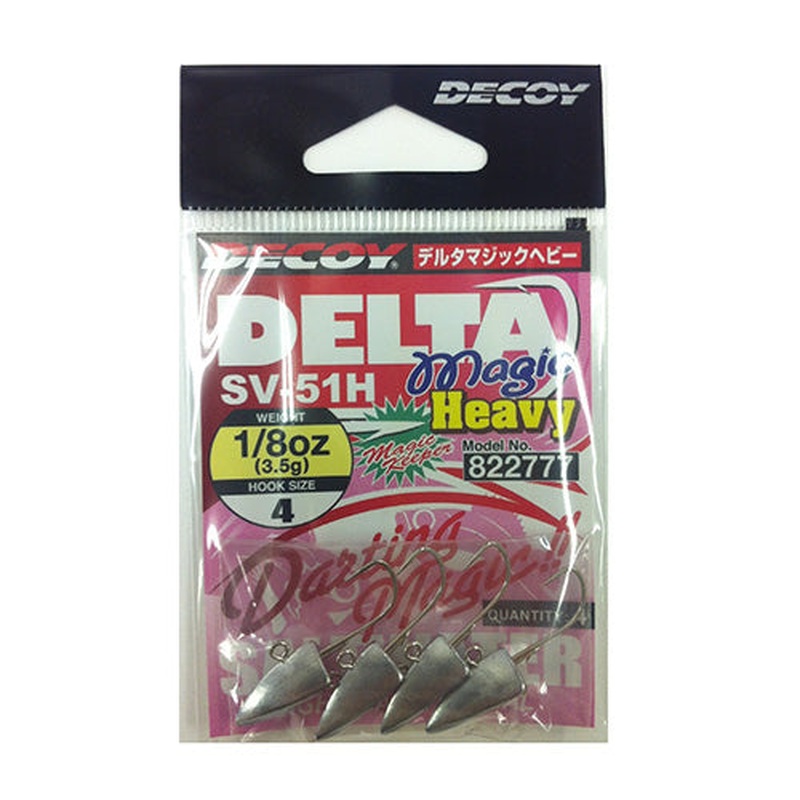 DECOY
DECOY® デルタマジックヘビー
DELTA
Magic
SV-51H
Heavy
WEIGHT
1/8oz
(3.5g)
HOOK SIZE
4
Magic
Keeper
Model No.
822777
Darting
Magic!!
QUANTITY: 4